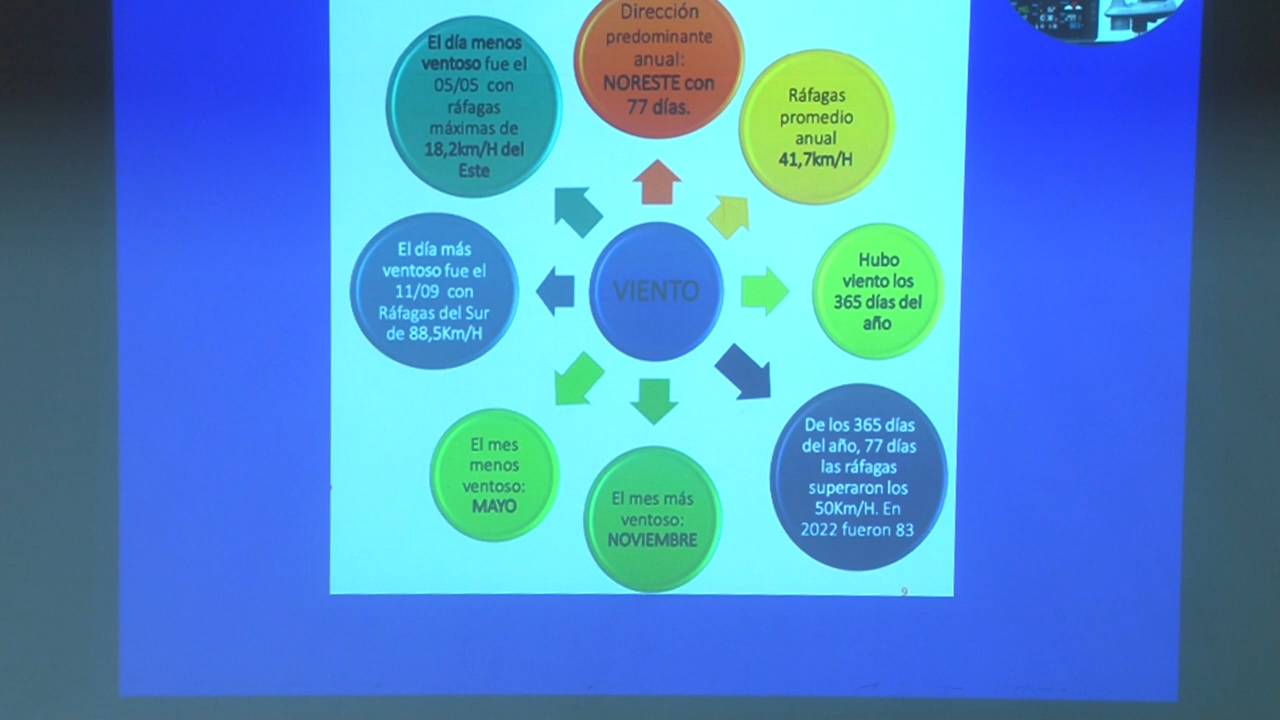 Dirección
predominante
anual:
NORESTE con
77 días.
El día menos
ventoso fue el
05/05 con
ráfagas
máximas de
18,2km/H del
Este
Ráfagas
promedio
anual
41,7km/H
El día más
ventoso fue el
11/09 con
Ráfagas del Sur
de 88,5Km/H
VIENTO
Hubo
viento los
365 días del
año
El mes
menos
ventoso:
MAYO
El mes más
ventoso:
NOVIEMBRE
De los 365 días
del año, 77 días
las ráfagas
superaron los
50Km/H. En
2022 fueron 83
9